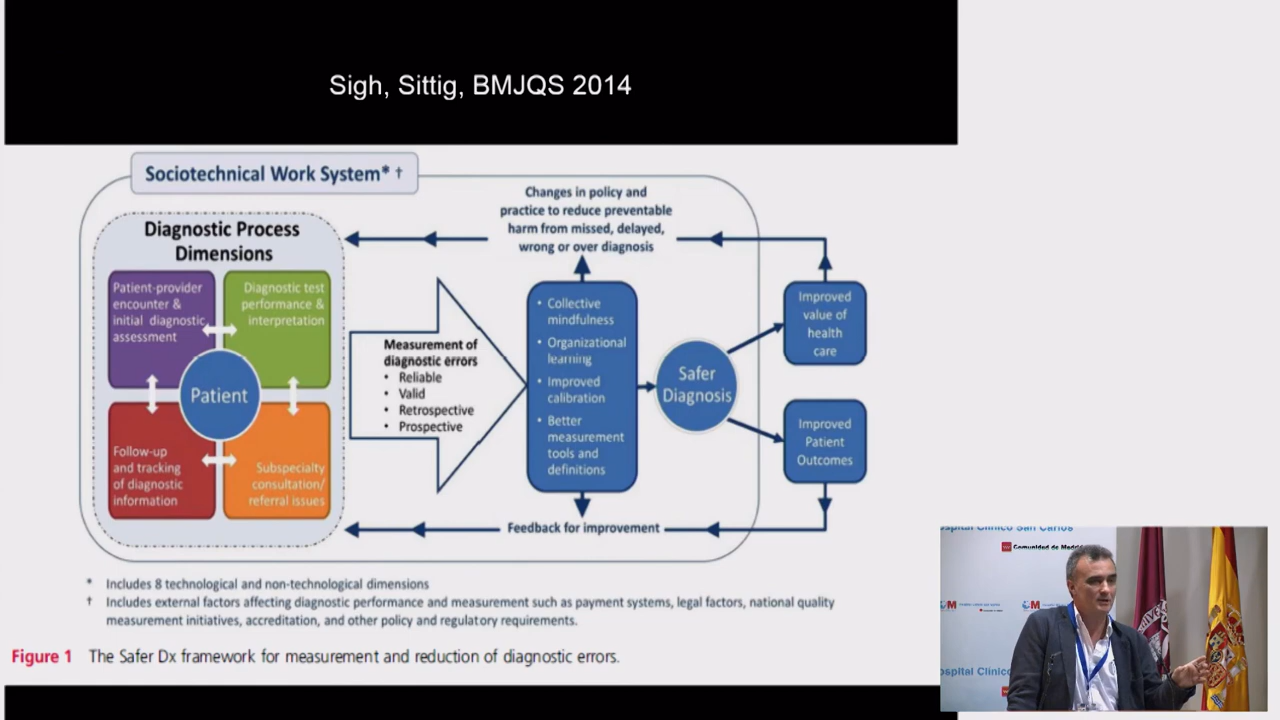 Sigh, Sittig, BMJQS 2014
Sociotechnical Work System* †
Diagnostic Process
Dimensions
Patient-provider
encounter &
initial diagnostic
assessment
Diagnostic test
performance &
interpretation
Patient
Follow-up
and tracking
of diagnostic
information
Subspecialty
consultation/
referral issues
Measurement of
diagnostic errors
• Reliable
• Valid
• Retrospective
• Prospective
Changes in policy and
practice to reduce preventable
harm from missed, delayed,
wrong or over diagnosis
• Collective
mindfulness
• Organizational
learning
• Improved
calibration
• Better
measurement
tools and
definitions
Safer
Diagnosis
Improved
value of
health
care
Improved
Patient
Outcomes
Feedback for improvement
* Includes 8 technological and non-technological dimensions
† Includes external factors affecting diagnostic performance and measurement such as payment systems, legal factors, national quality
measurement initiatives, accreditation, and other policy and regulatory requirements.
Figure 1 The Safer Dx framework for measurement and reduction of diagnostic errors.
ospital Clínico San Carlos
Comunidad de Madrid
ospital Clínico